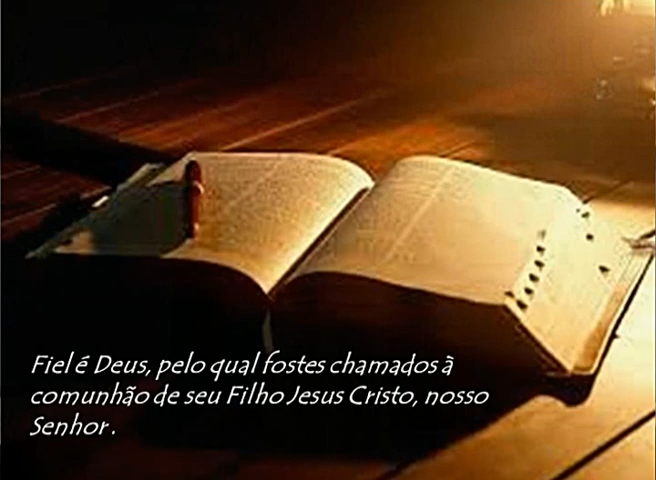 Fiel é Deus, pelo qual fostes chamados à
comunhão de seu Filho Jesus Cristo, nosso
Senhor .